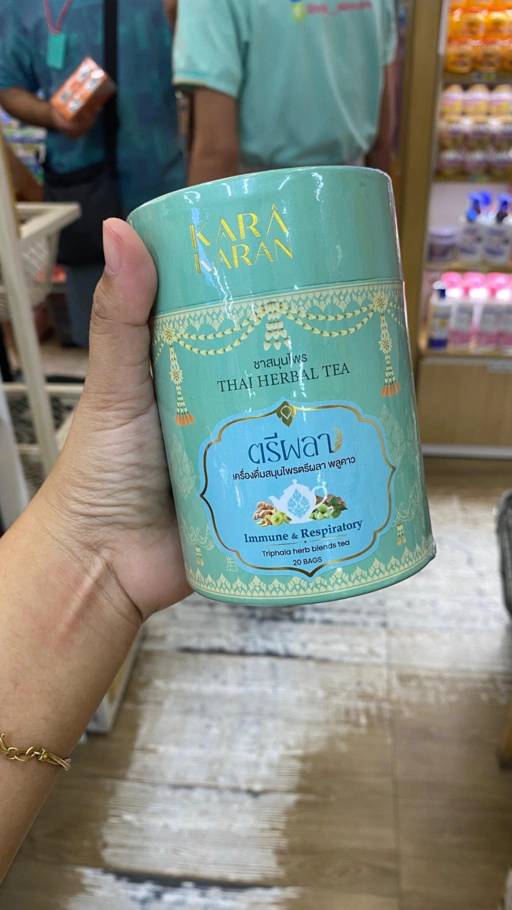 KARA
KARAN
ชาสมุนไพร
THAI HERBAL TEA
ตรีผลา
เครื่องดื่มสมุนไพรตรีผลา พลูคาว
Immune & Respiratory
Triphala herb blends tea
20 BAGS